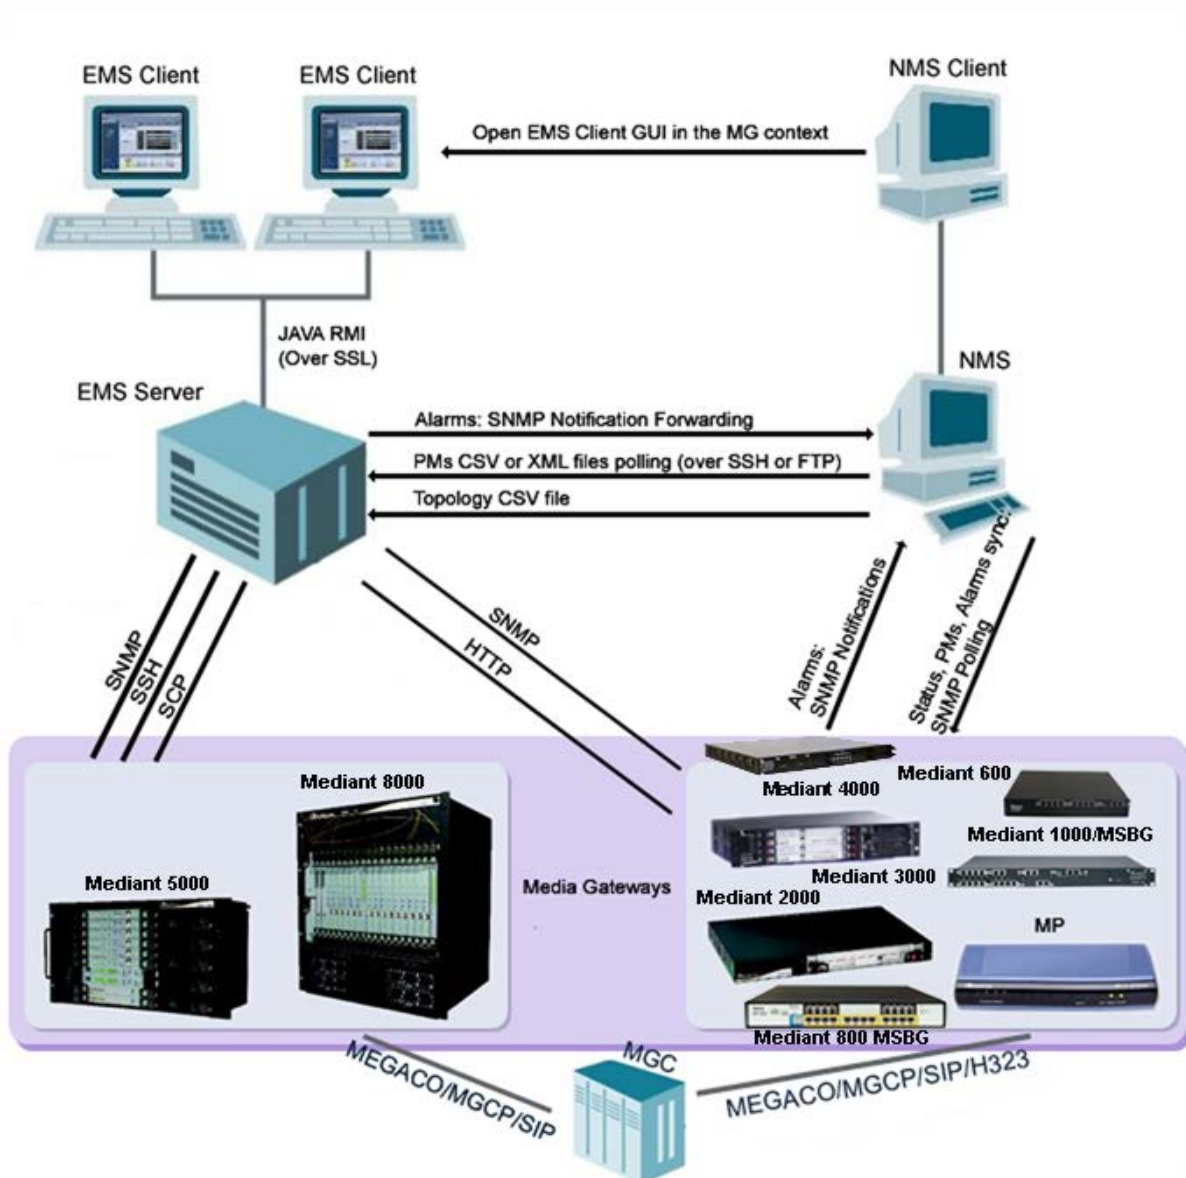 EMS Client
EMS Client
NMS Client
Open EMS Client GUI in the MG context
JAVA RMI
(Over SSL)
EMS Server
NMS
Alarms: SNMP Notification Forwarding
PMs CSV or XML files polling (over SSH or FTP)
Topology CSV file
SNMP
SSH
SCP
SNMP
HTTP
Alarms:
SNMP Notifications
Status, PMs, Alarms sync:
SNMP Polling
Mediant 8000
Mediant 5000
Media Gateways
Mediant 600
Mediant 4000
Mediant 1000/MSBG
Mediant 3000
Mediant 2000
MP
Mediant 800 MSBG
MGC
MEGACO/MGCP/SIP
MEGACO/MGCP/SIP/H323